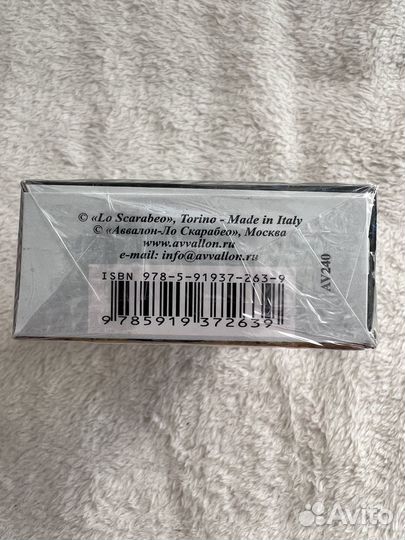 © «Lo Scarabeo», Torino - Made in Italy
© «Аввалон-Ло Скарабео», Москва
www.avvallon.ru
e-mail: info@avvallon.ru
ISBN 978-5-91937-263-9
9 785919 372639
AV240
Avito